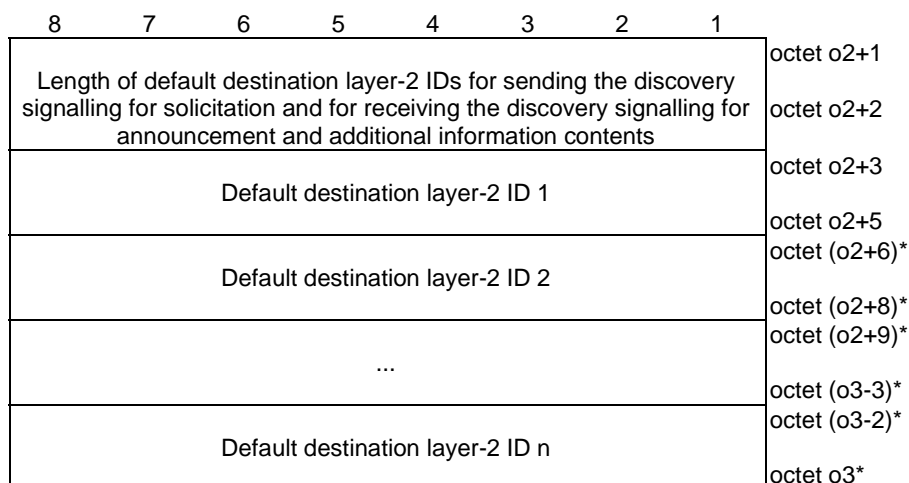 8 7 6 5 4 3 2 1
octet o2+1
Length of default destination layer-2 IDs for sending the discovery
signalling for solicitation and for receiving the discovery signalling for
octet o2+2
announcement and additional information contents
octet o2+3
Default destination layer-2 ID 1
octet o2+5
octet (o2+6)*
Default destination layer-2 ID 2
octet (o2+8)*
octet (o2+9)*
...
octet (o3-3)*
octet (o3-2)*
Default destination layer-2 ID n
octet o3*